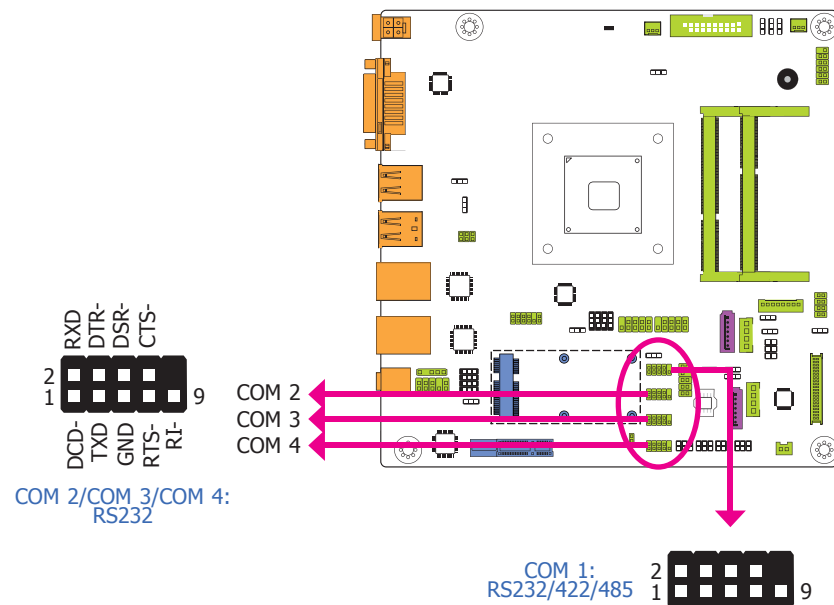 RXD
DTR-
DSR-
CTS-
2
1
9
DCD-
TXD
GND
RTS-
RI-
COM 2/COM 3/COM 4:
RS232
COM 2
COM 3
COM 4
COM 1:
RS232/422/485
2
1
9